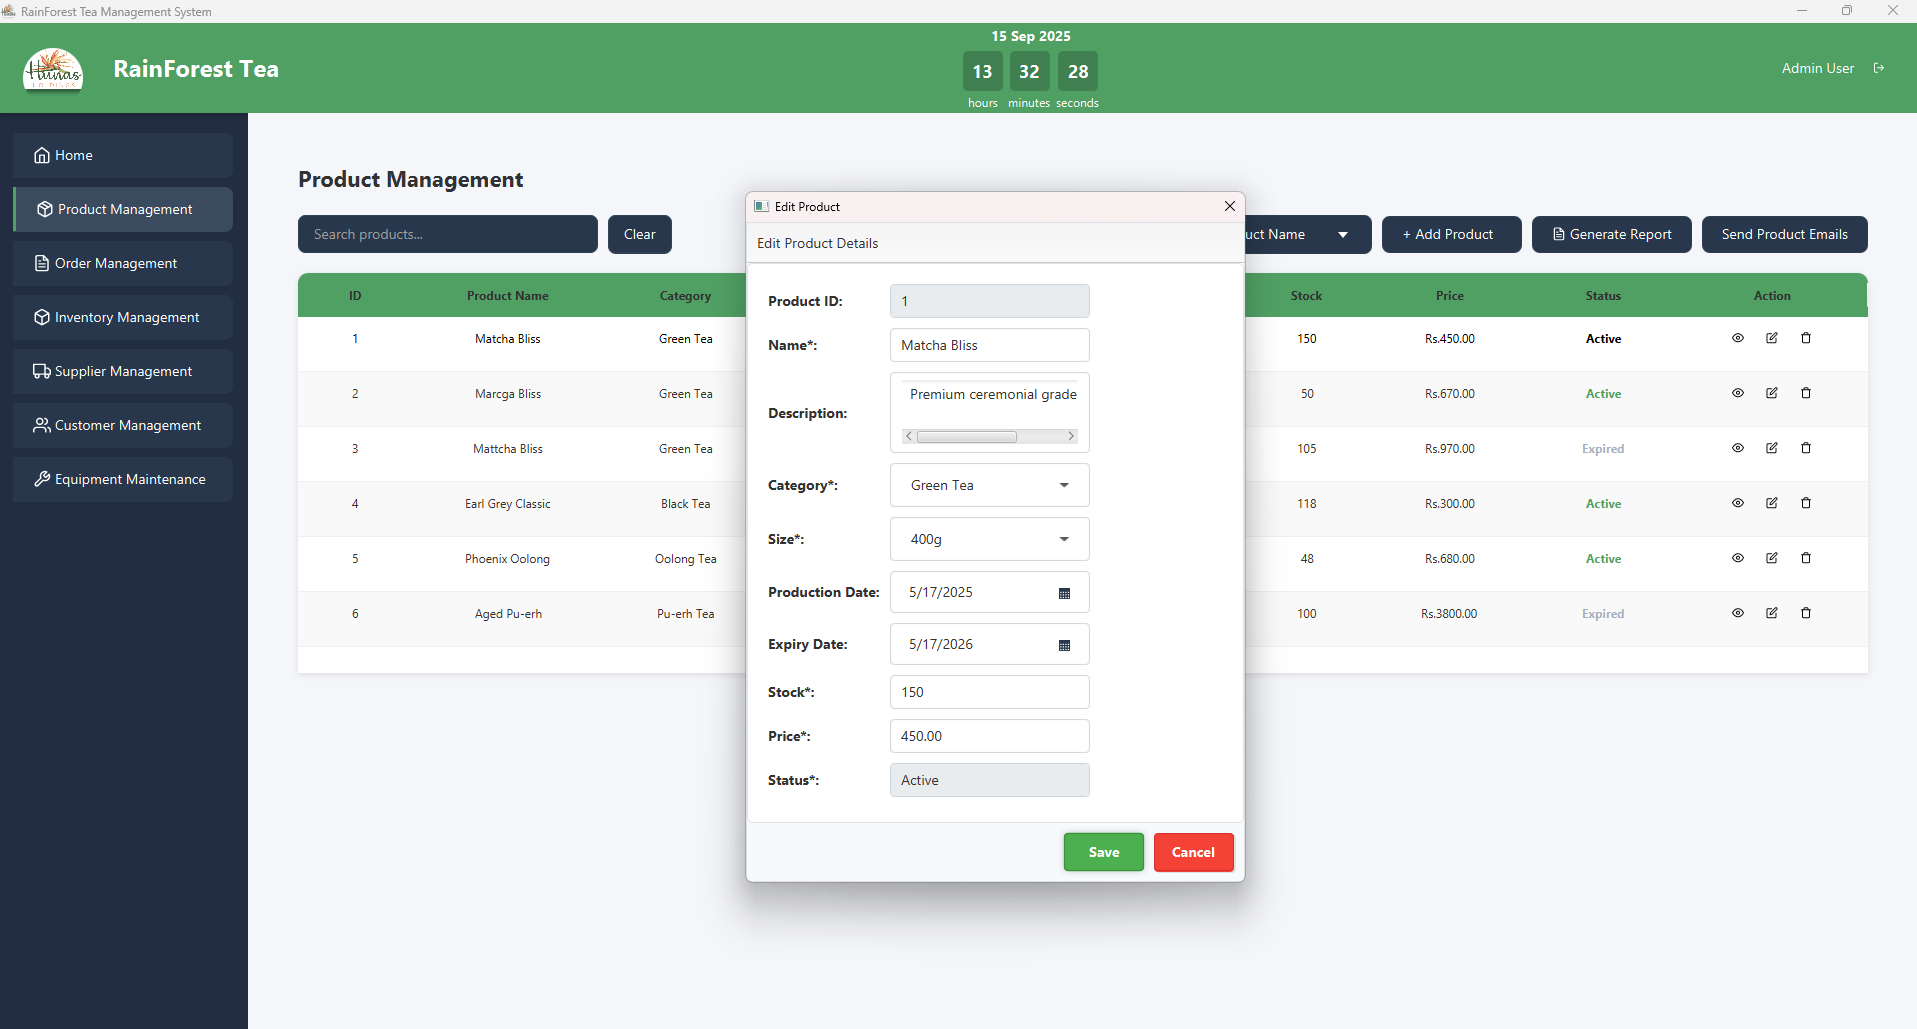 RainForest Tea Management System
Hunas
HOLDINGS
RainForest Tea
15 Sep 2025
13 32 28
hours minutes seconds
Admin User
Home
Product Management
Order Management
Inventory Management
Supplier Management
Customer Management
Equipment Maintenance
Product Management
Search products...
Clear
uct Name
+ Add Product
Generate Report
Send Product Emails
ID Product Name Category Stock Price Status Action
1 Matcha Bliss Green Tea 150 Rs.450.00 Active
2 Marcga Bliss Green Tea 50 Rs.670.00 Active
3 Mattcha Bliss Green Tea 105 Rs.970.00 Expired
4 Earl Grey Classic Black Tea 118 Rs.300.00 Active
5 Phoenix Oolong Oolong Tea 48 Rs.680.00 Active
6 Aged Pu-erh Pu-erh Tea 100 Rs.3800.00 Expired
Edit Product
Edit Product Details
Product ID: 1
Name*: Matcha Bliss
Description: Premium ceremonial grade
Category*: Green Tea
Size*: 400g
Production Date: 5/17/2025
Expiry Date: 5/17/2026
Stock*: 150
Price*: 450.00
Status*: Active
Save
Cancel